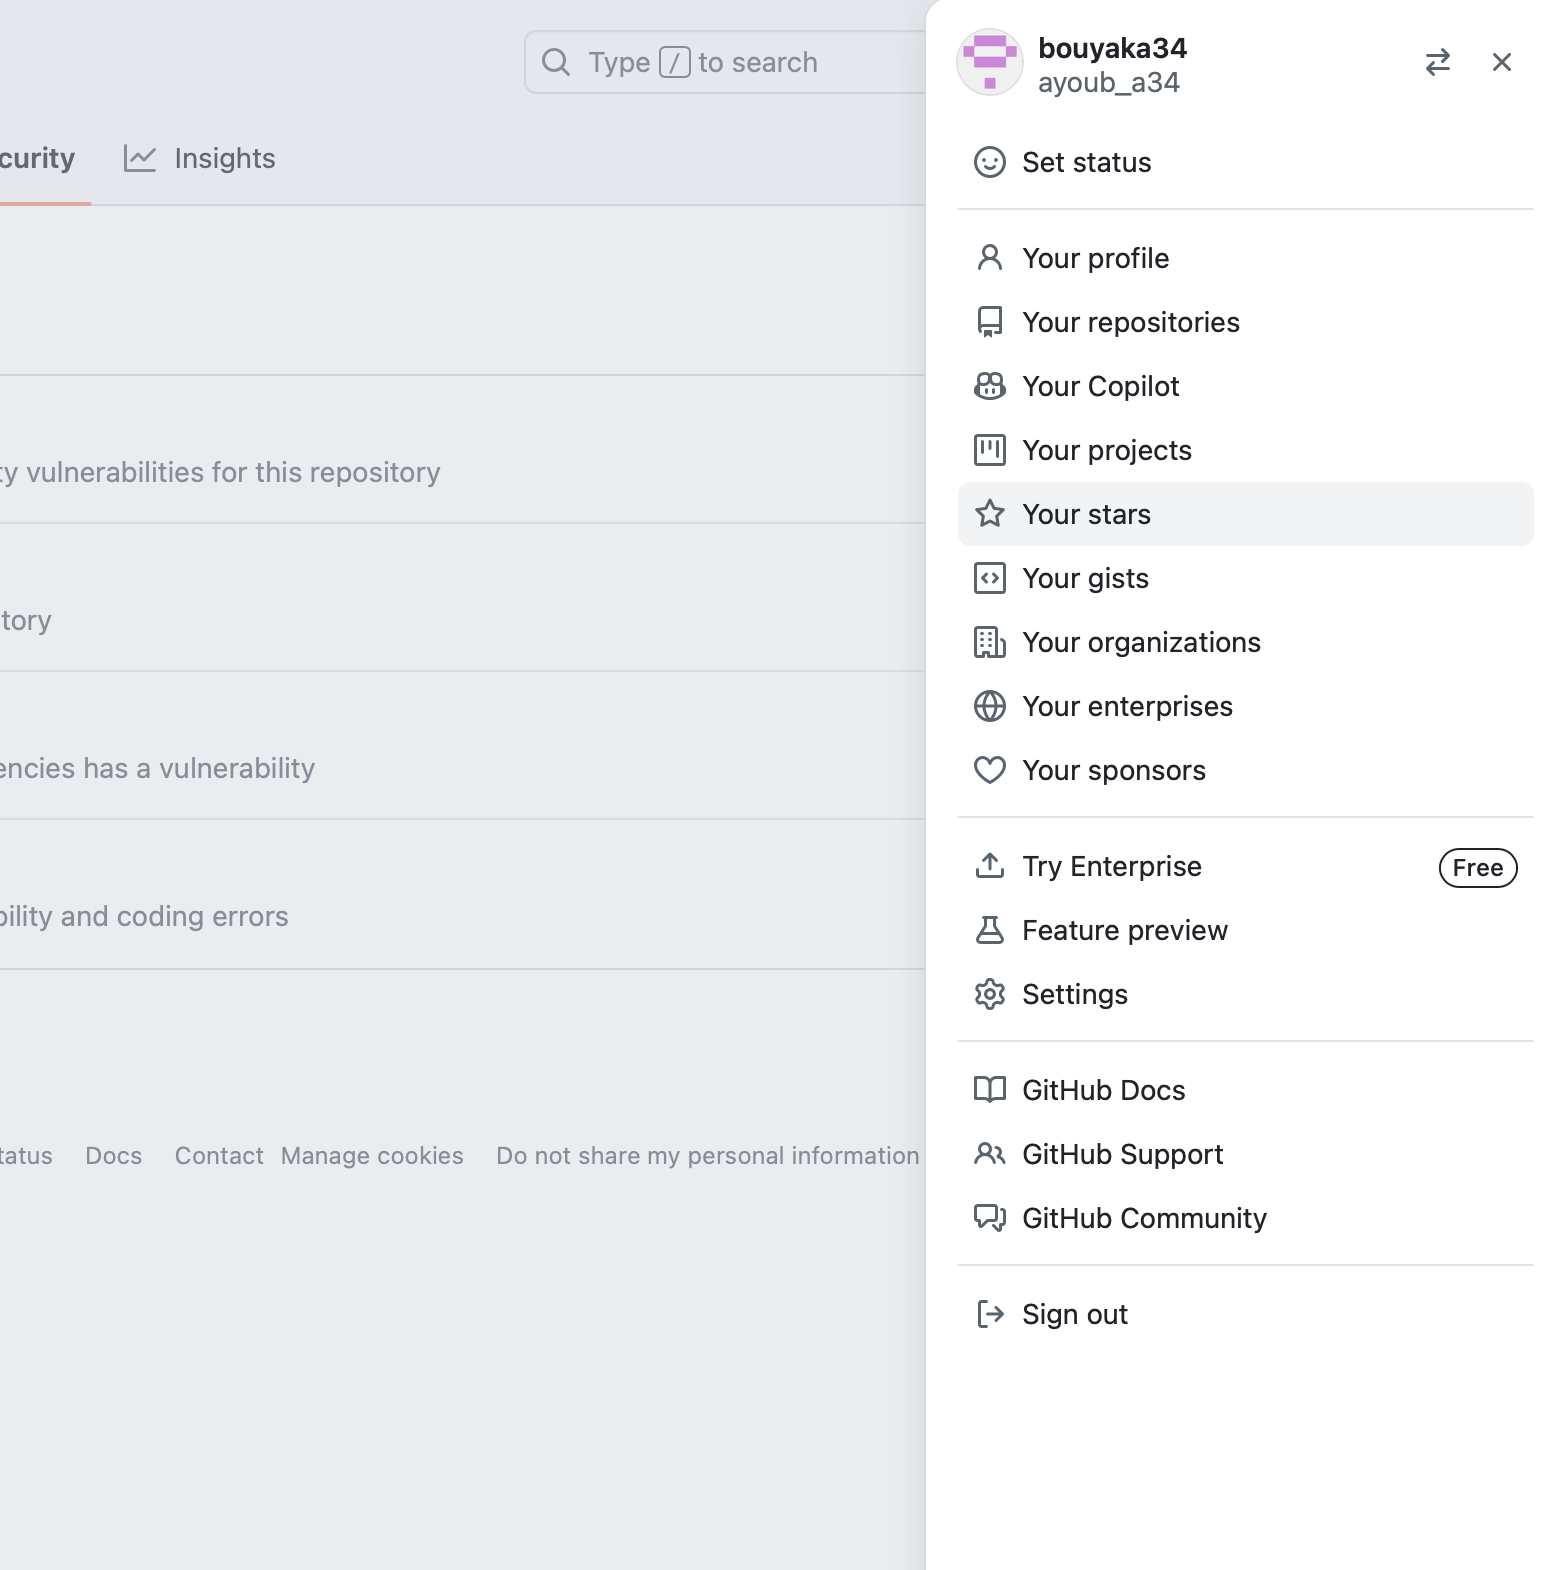 Type / to search
curity
Insights
ty vulnerabilities for this repository
tory
encies has a vulnerability
bility and coding errors
tatus Docs Contact Manage cookies Do not share my personal information
bouyaka34
ayoub_a34
Set status
Your profile
Your repositories
Your Copilot
Your projects
Your stars
Your gists
Your organizations
Your enterprises
Your sponsors
Try Enterprise Free
Feature preview
Settings
GitHub Docs
GitHub Support
GitHub Community
Sign out